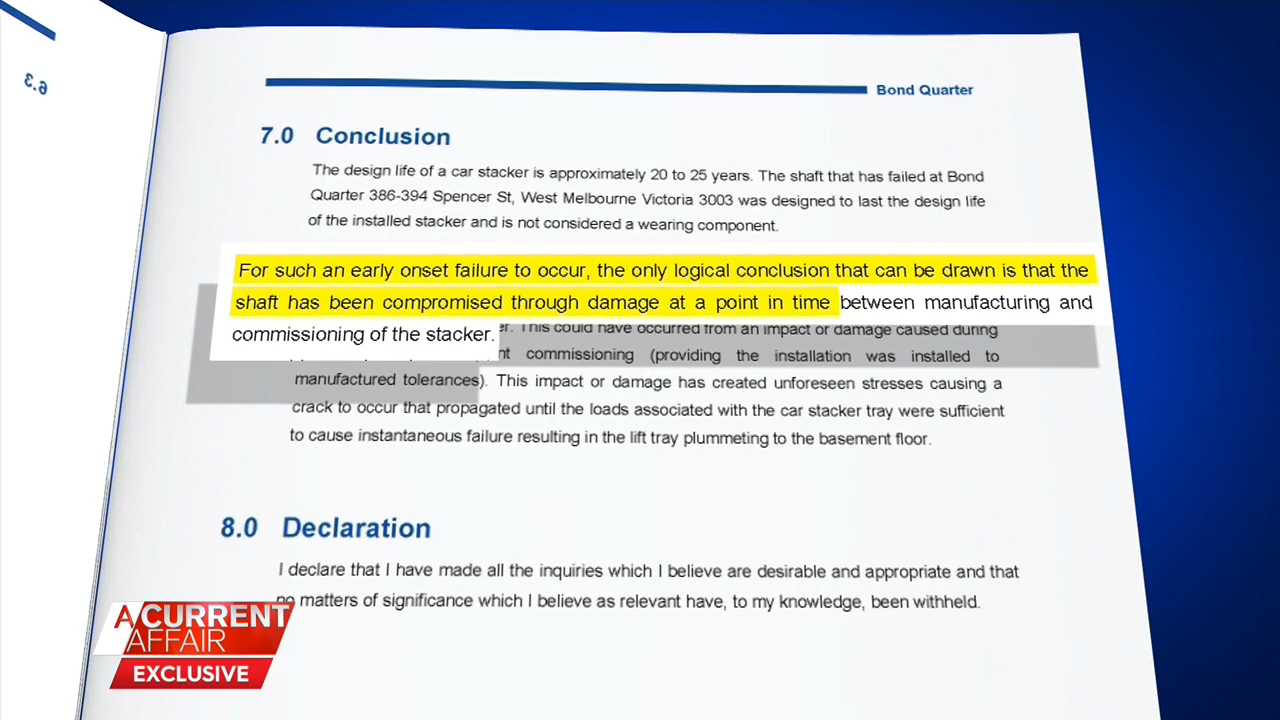 6.3
Bond Quarter
7.0 Conclusion
The design life of a car stacker is approximately 20 to 25 years. The shaft that has failed at Bond
Quarter 386-394 Spencer St, West Melbourne Victoria 3003 was designed to last the design life
of the installed stacker and is not considered a wearing component.
For such an early onset failure to occur, the only logical conclusion that can be drawn is that the
shaft has been compromised through damage at a point in time between manufacturing and
commissioning of the stacker.
This could have occurred from an impact or damage caused during
commissioning (providing the installation was installed to
manufactured tolerances). This impact or damage has created unforeseen stresses causing a
crack to occur that propagated until the loads associated with the car stacker tray were sufficient
to cause instantaneous failure resulting in the lift tray plummeting to the basement floor.
8.0 Declaration
I declare that I have made all the inquiries which I believe are desirable and appropriate and that
no matters of significance which I believe as relevant have, to my knowledge, been withheld.
A CURRENT
AFFAIR
EXCLUSIVE